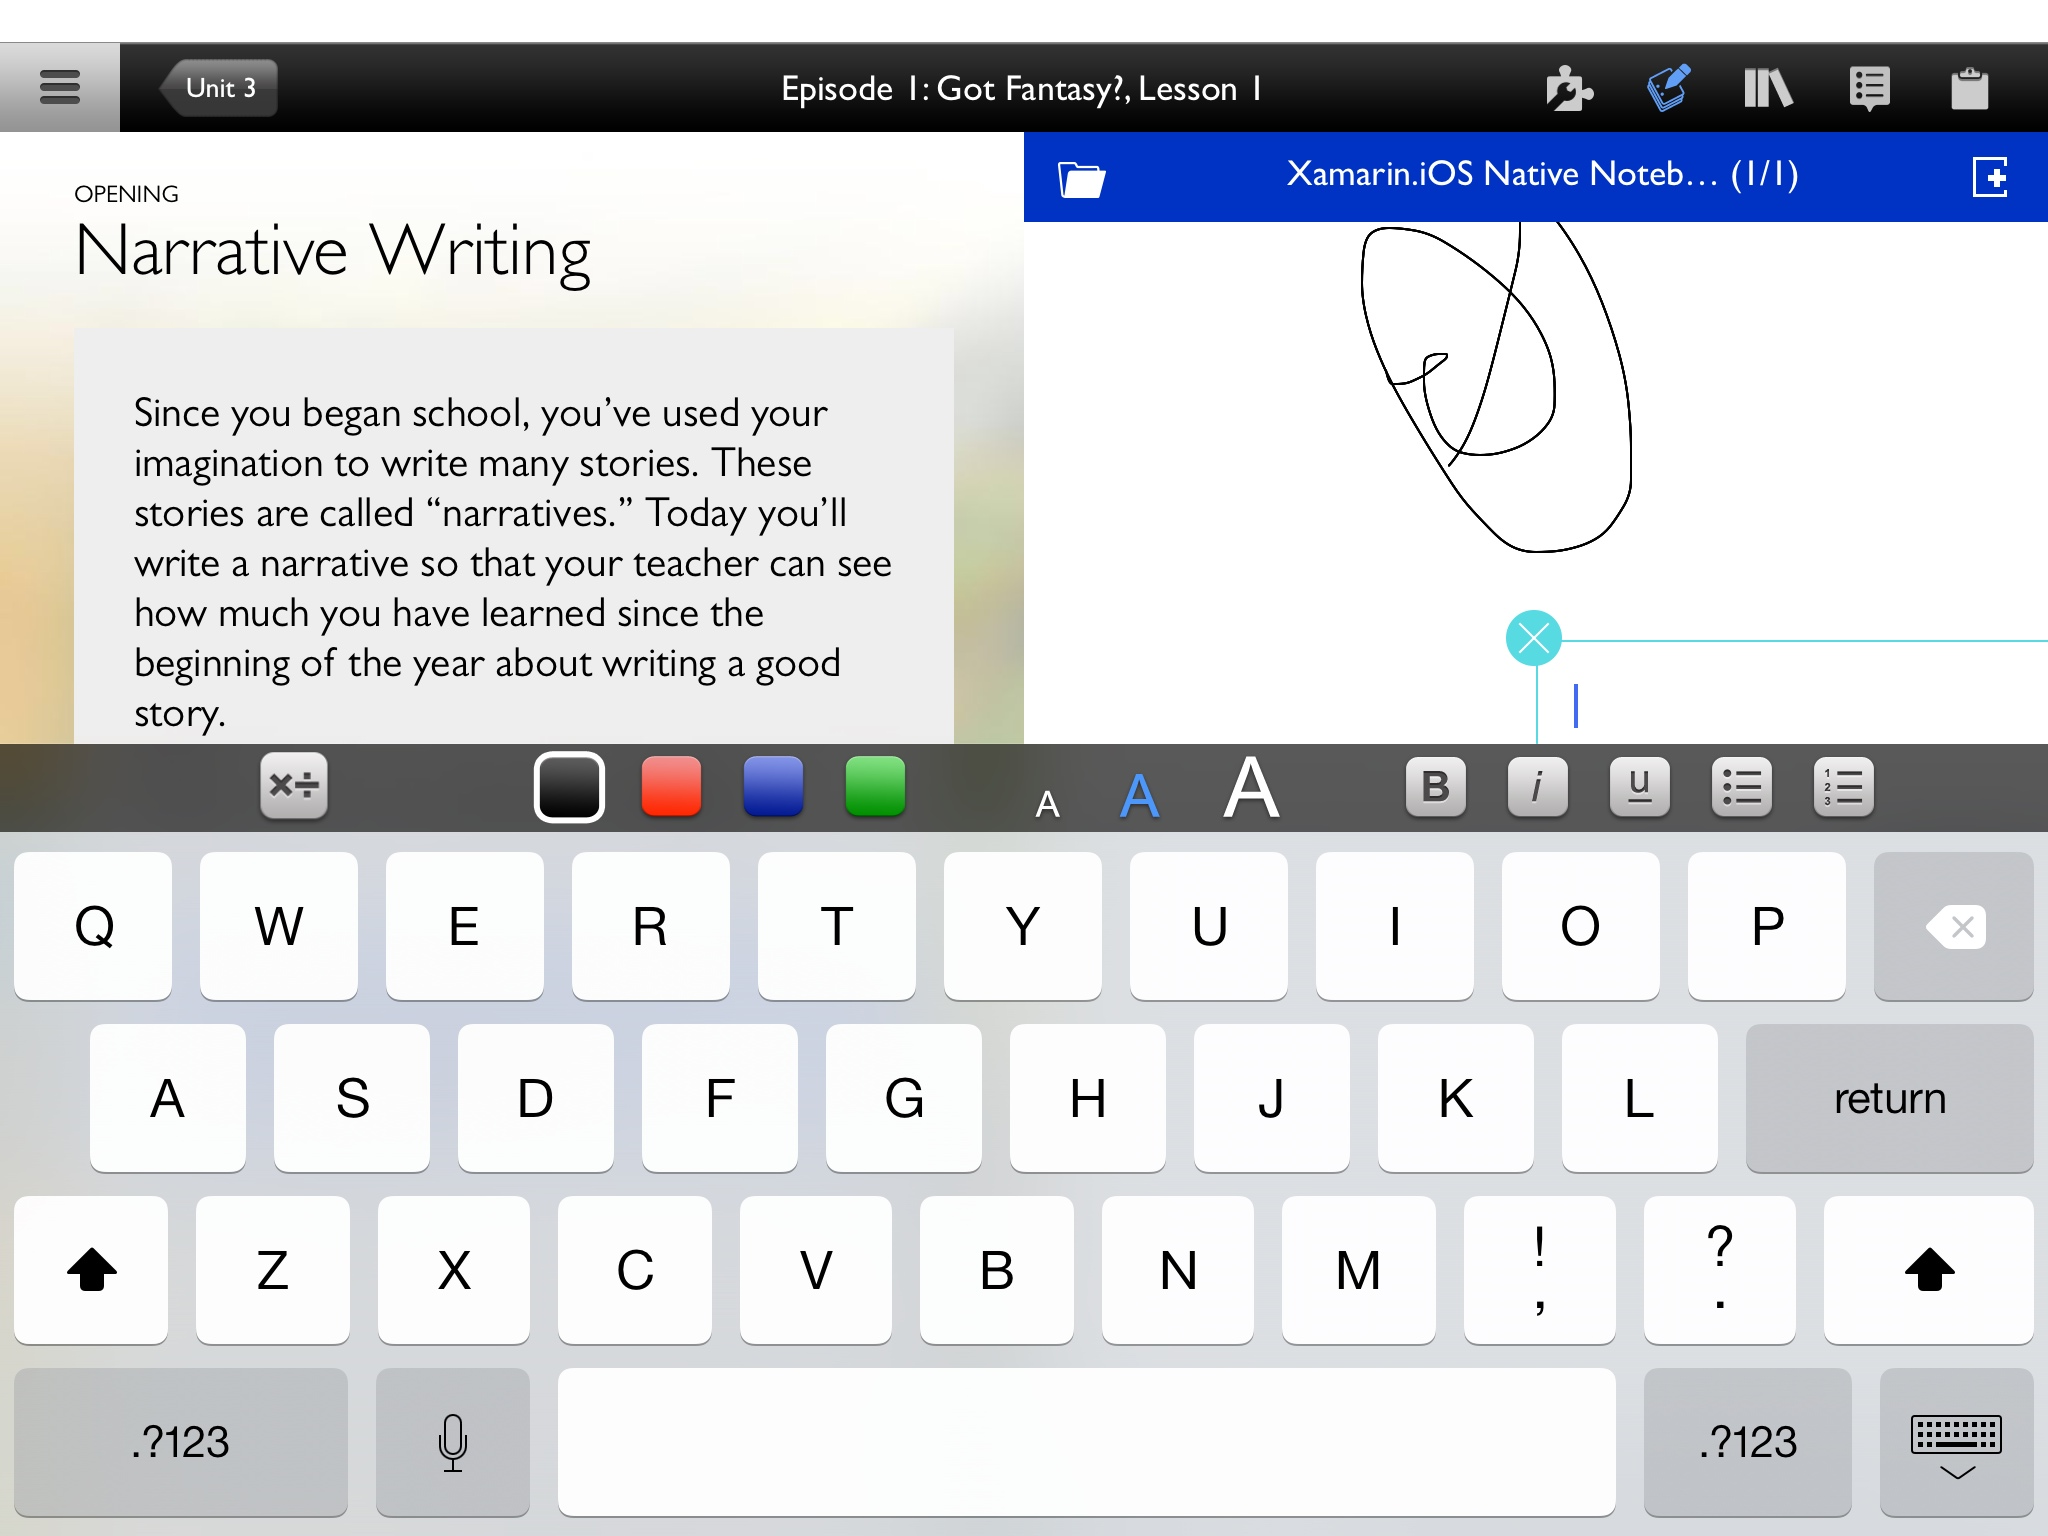 Unit 3
Episode 1: Got Fantasy?, Lesson 1
OPENING
Narrative Writing
Since you began school, you’ve used your
imagination to write many stories. These
stories are called “narratives.” Today you’ll
write a narrative so that your teacher can see
how much you have learned since the
beginning of the year about writing a good
story.
Xamarin.iOS Native Noteb… (1/1)
×÷ A A A B i u 1 2 3
Q W E R T Y U I O P
A S D F G H J K L return
Z X C V B N M ! , ? .
.?123 .?123